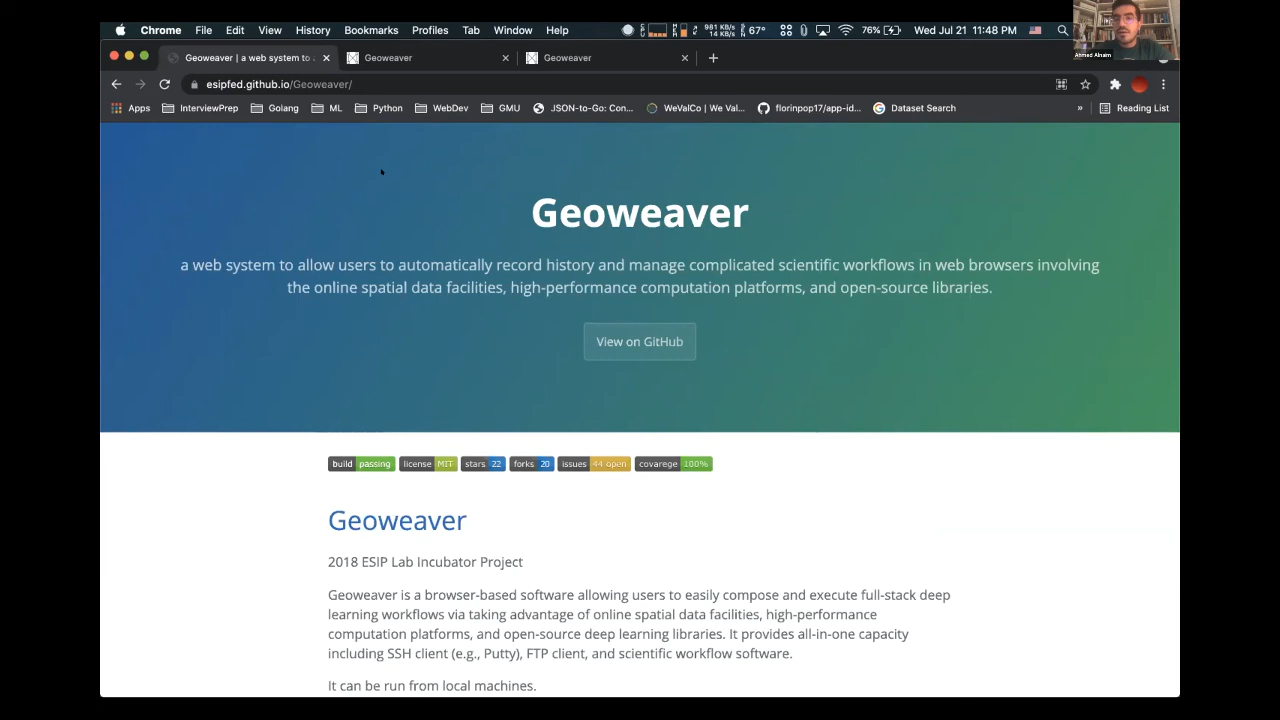 Chrome File Edit View History Bookmarks Profiles Tab Window Help 981 KB/s 14 KB/s 67° 76% Wed Jul 21 11:48 PM
Ahmed Alnaim
Geoweaver | a web system to Geoweaver Geoweaver
esipfed.github.io/Geoweaver/
Apps InterviewPrep Golang ML Python WebDev GMU JSON-to-Go: Con... WeValCo | We Val... florinpop17/app-id... Dataset Search » Reading List
Geoweaver
a web system to allow users to automatically record history and manage complicated scientific workflows in web browsers involving
the online spatial data facilities, high-performance computation platforms, and open-source libraries.
View on GitHub
build passing license MIT stars 22 forks 20 issues 44 open covarege 100%
Geoweaver
2018 ESIP Lab Incubator Project
Geoweaver is a browser-based software allowing users to easily compose and execute full-stack deep
learning workflows via taking advantage of online spatial data facilities, high-performance
computation platforms, and open-source deep learning libraries. It provides all-in-one capacity
including SSH client (e.g., Putty), FTP client, and scientific workflow software.
It can be run from local machines.